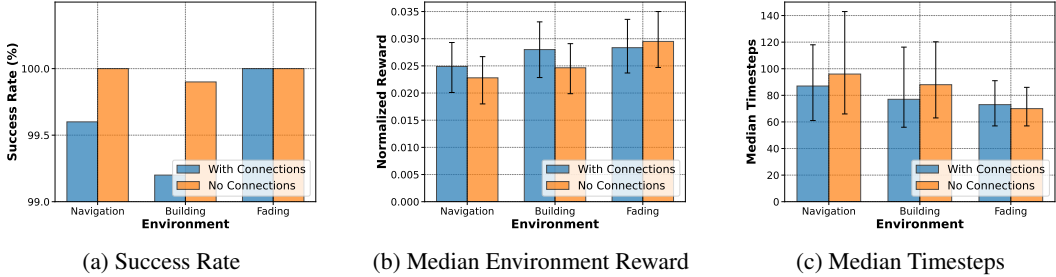 Success Rate (%)
100.0
99.5
99.0
Navigation
Building
Fading
Environment
With Connections
No Connections
(a) Success Rate
Normalized Reward
0.035
0.030
0.025
0.020
0.015
0.010
0.005
0.000
Navigation
Building
Fading
Environment
With Connections
No Connections
(b) Median Environment Reward
Median Timesteps
140
120
100
80
60
40
20
0
Navigation
Building
Fading
Environment
With Connections
No Connections
(c) Median Timesteps